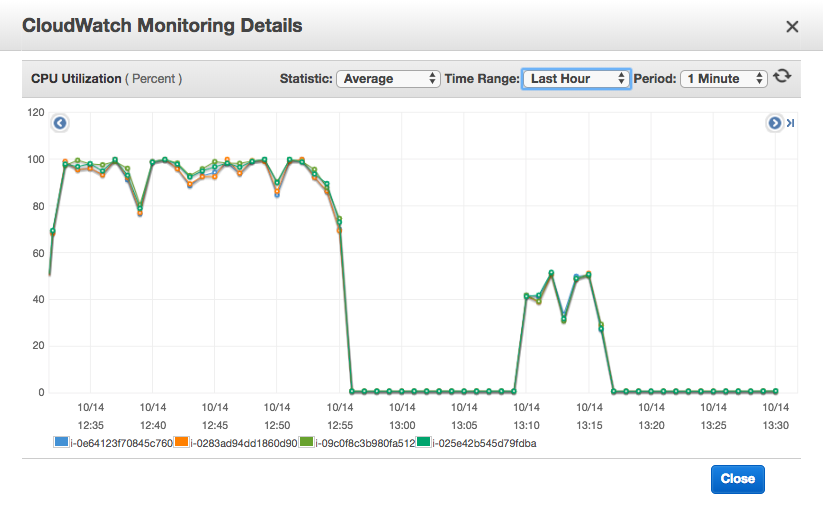 CloudWatch Monitoring Details
CPU Utilization ( Percent ) Statistic: Average Time Range: Last Hour Period: 1 Minute
120
100
80
60
40
20
0
10/14 10/14 10/14 10/14 10/14 10/14 10/14 10/14 10/14 10/14 10/14 10/14
12:35 12:40 12:45 12:50 12:55 13:00 13:05 13:10 13:15 13:20 13:25 13:30
i-0e64123f70845c760 i-0283ad94dd1860d90 i-09c0f8c3b980fa512 i-025e42b545d79fdba
Close